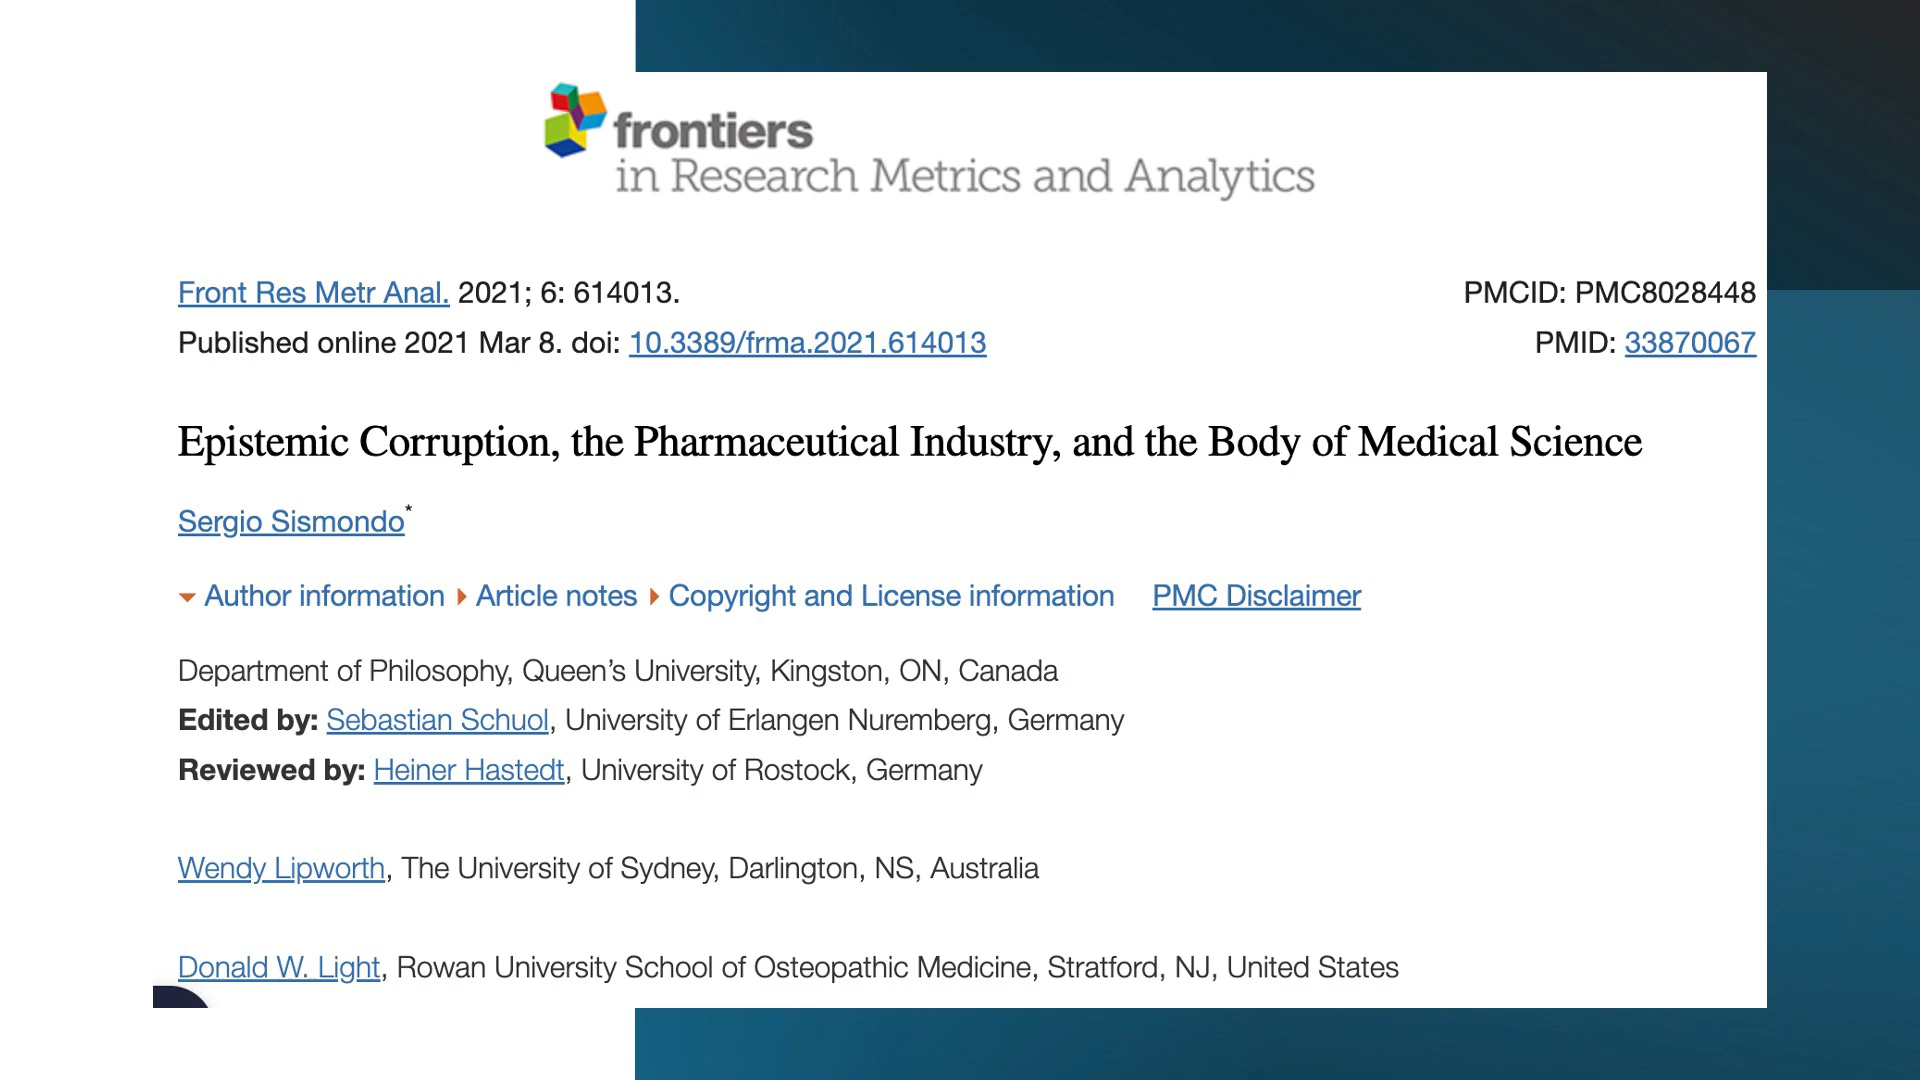 frontiers
in Research Metrics and Analytics
Front Res Metr Anal. 2021; 6: 614013.
PMCID: PMC8028448
Published online 2021 Mar 8. doi: 10.3389/frma.2021.614013
PMID: 33870067
Epistemic Corruption, the Pharmaceutical Industry, and the Body of Medical Science
Sergio Sismondo*
Author information Article notes Copyright and License information PMC Disclaimer
Department of Philosophy, Queen’s University, Kingston, ON, Canada
Edited by: Sebastian Schuol, University of Erlangen Nuremberg, Germany
Reviewed by: Heiner Hastedt, University of Rostock, Germany
Wendy Lipworth, The University of Sydney, Darlington, NS, Australia
Donald W. Light, Rowan University School of Osteopathic Medicine, Stratford, NJ, United States